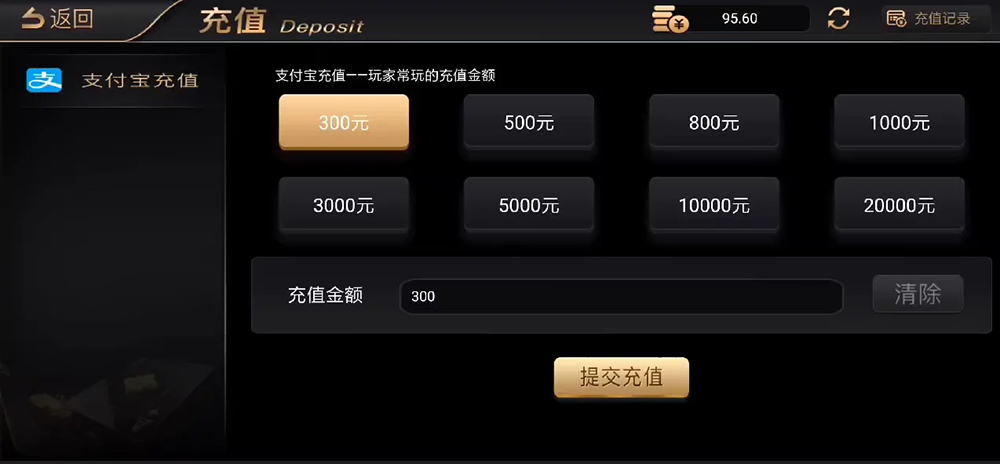 返回
充值 Deposit
¥ 95.60
充值记录
支 支付宝充值
支付宝充值——玩家常玩的充值金额
300元 500元 800元 1000元
3000元 5000元 10000元 20000元
充值金额 300 清除
提交充值